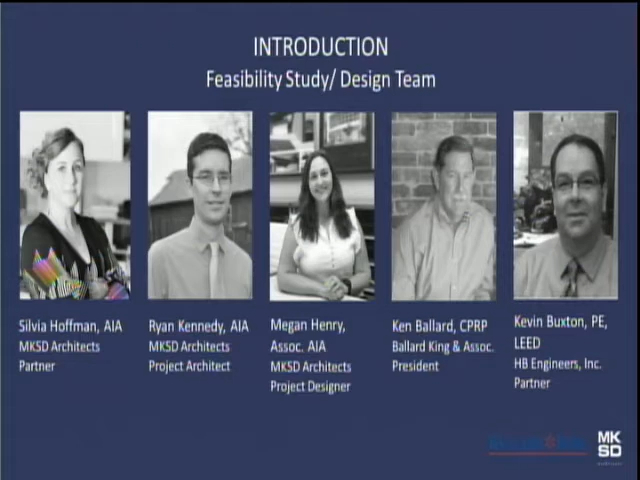 INTRODUCTION
Feasibility Study/ Design Team
Silvia Hoffman, AIA
MKSD Architects
Partner
Ryan Kennedy, AIA
MKSD Architects
Project Architect
Megan Henry,
Assoc. AIA
MKSD Architects
Project Designer
Ken Ballard, CPRP
Ballard King & Assoc.
President
Kevin Buxton, PE,
LEED
HB Engineers, Inc.
Partner
MK
SD